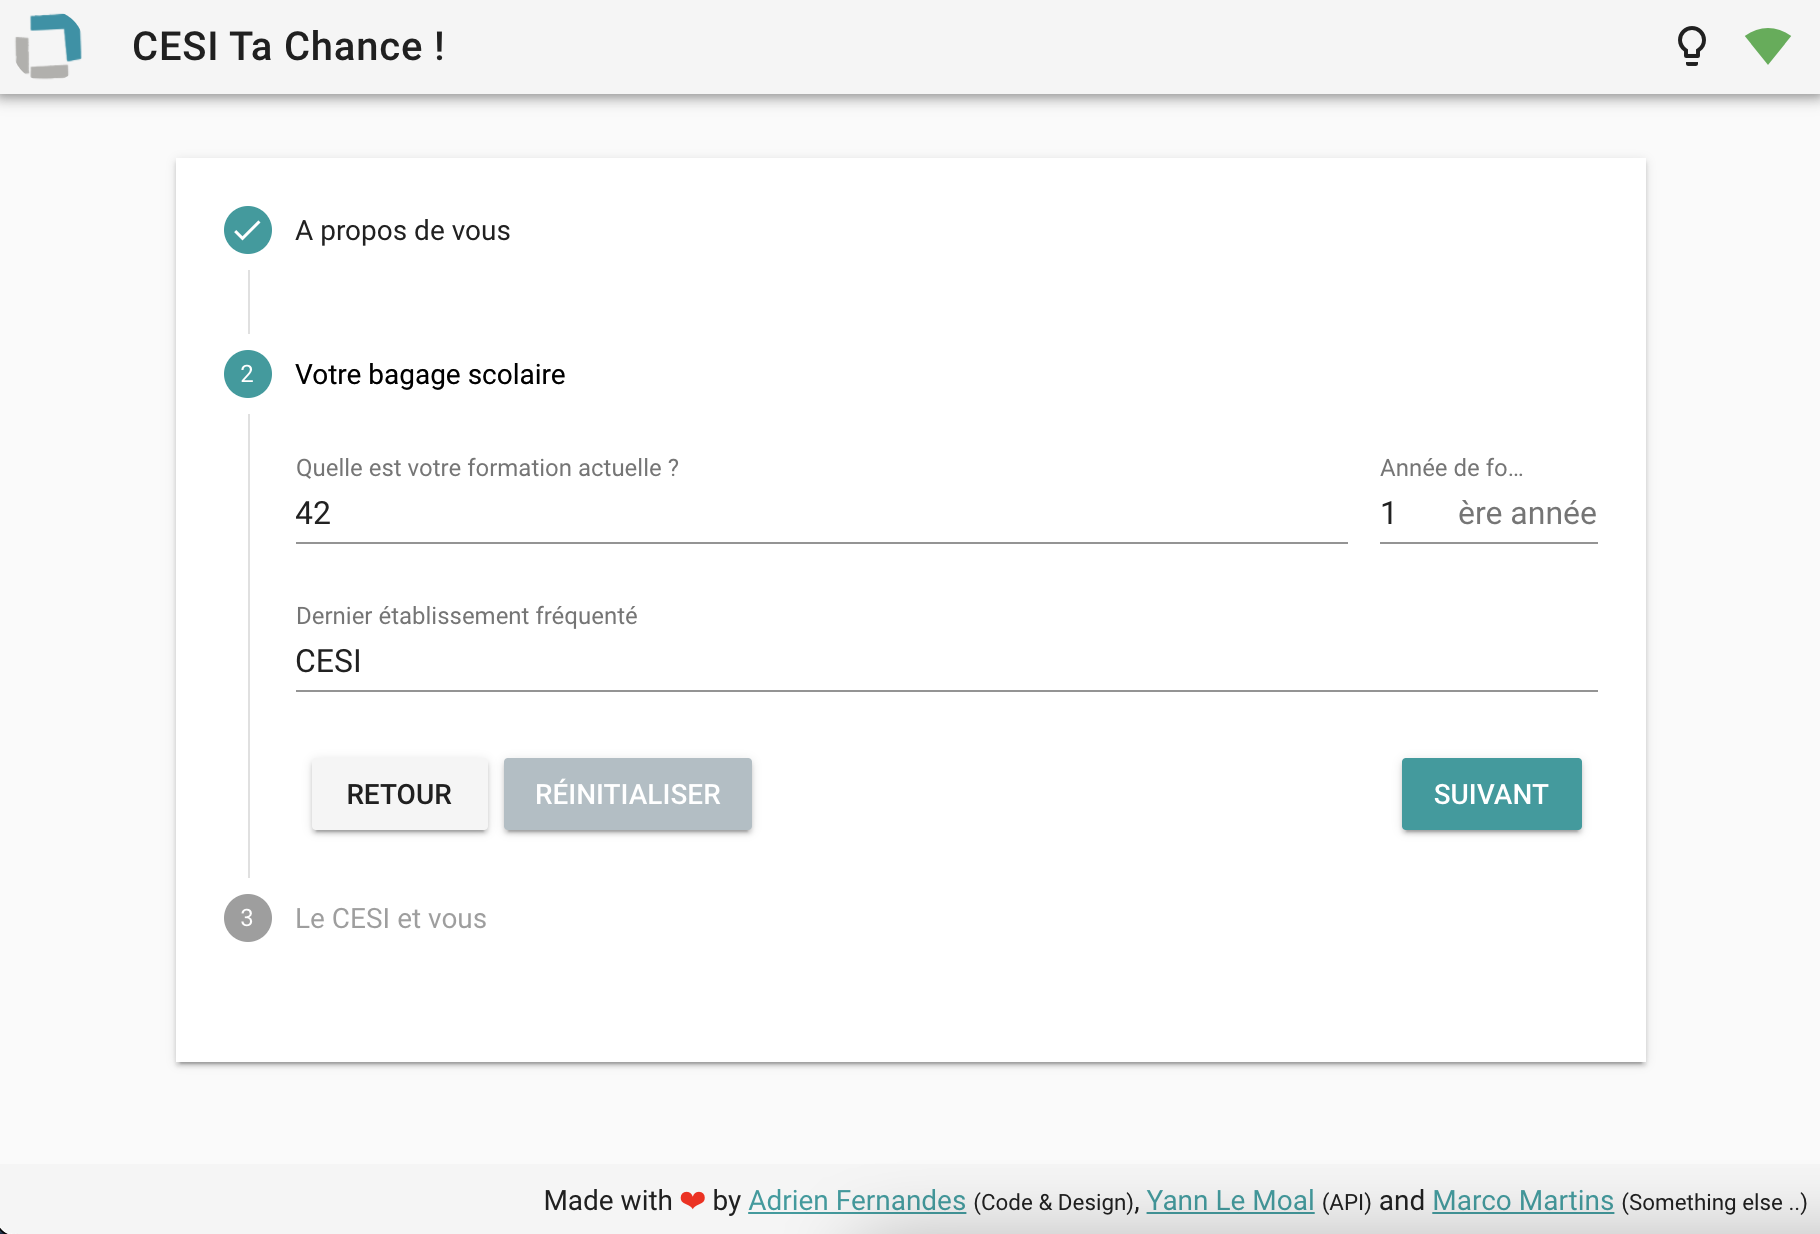 CESI Ta Chance !
A propos de vous
2 Votre bagage scolaire
Quelle est votre formation actuelle ? Année de fo...
42 1 ère année
Dernier établissement fréquenté
CESI
RETOUR RÉINITIALISER SUIVANT
3 Le CESI et vous
Made with ❤ by Adrien Fernandes (Code & Design), Yann Le Moal (API) and Marco Martins (Something else ..)